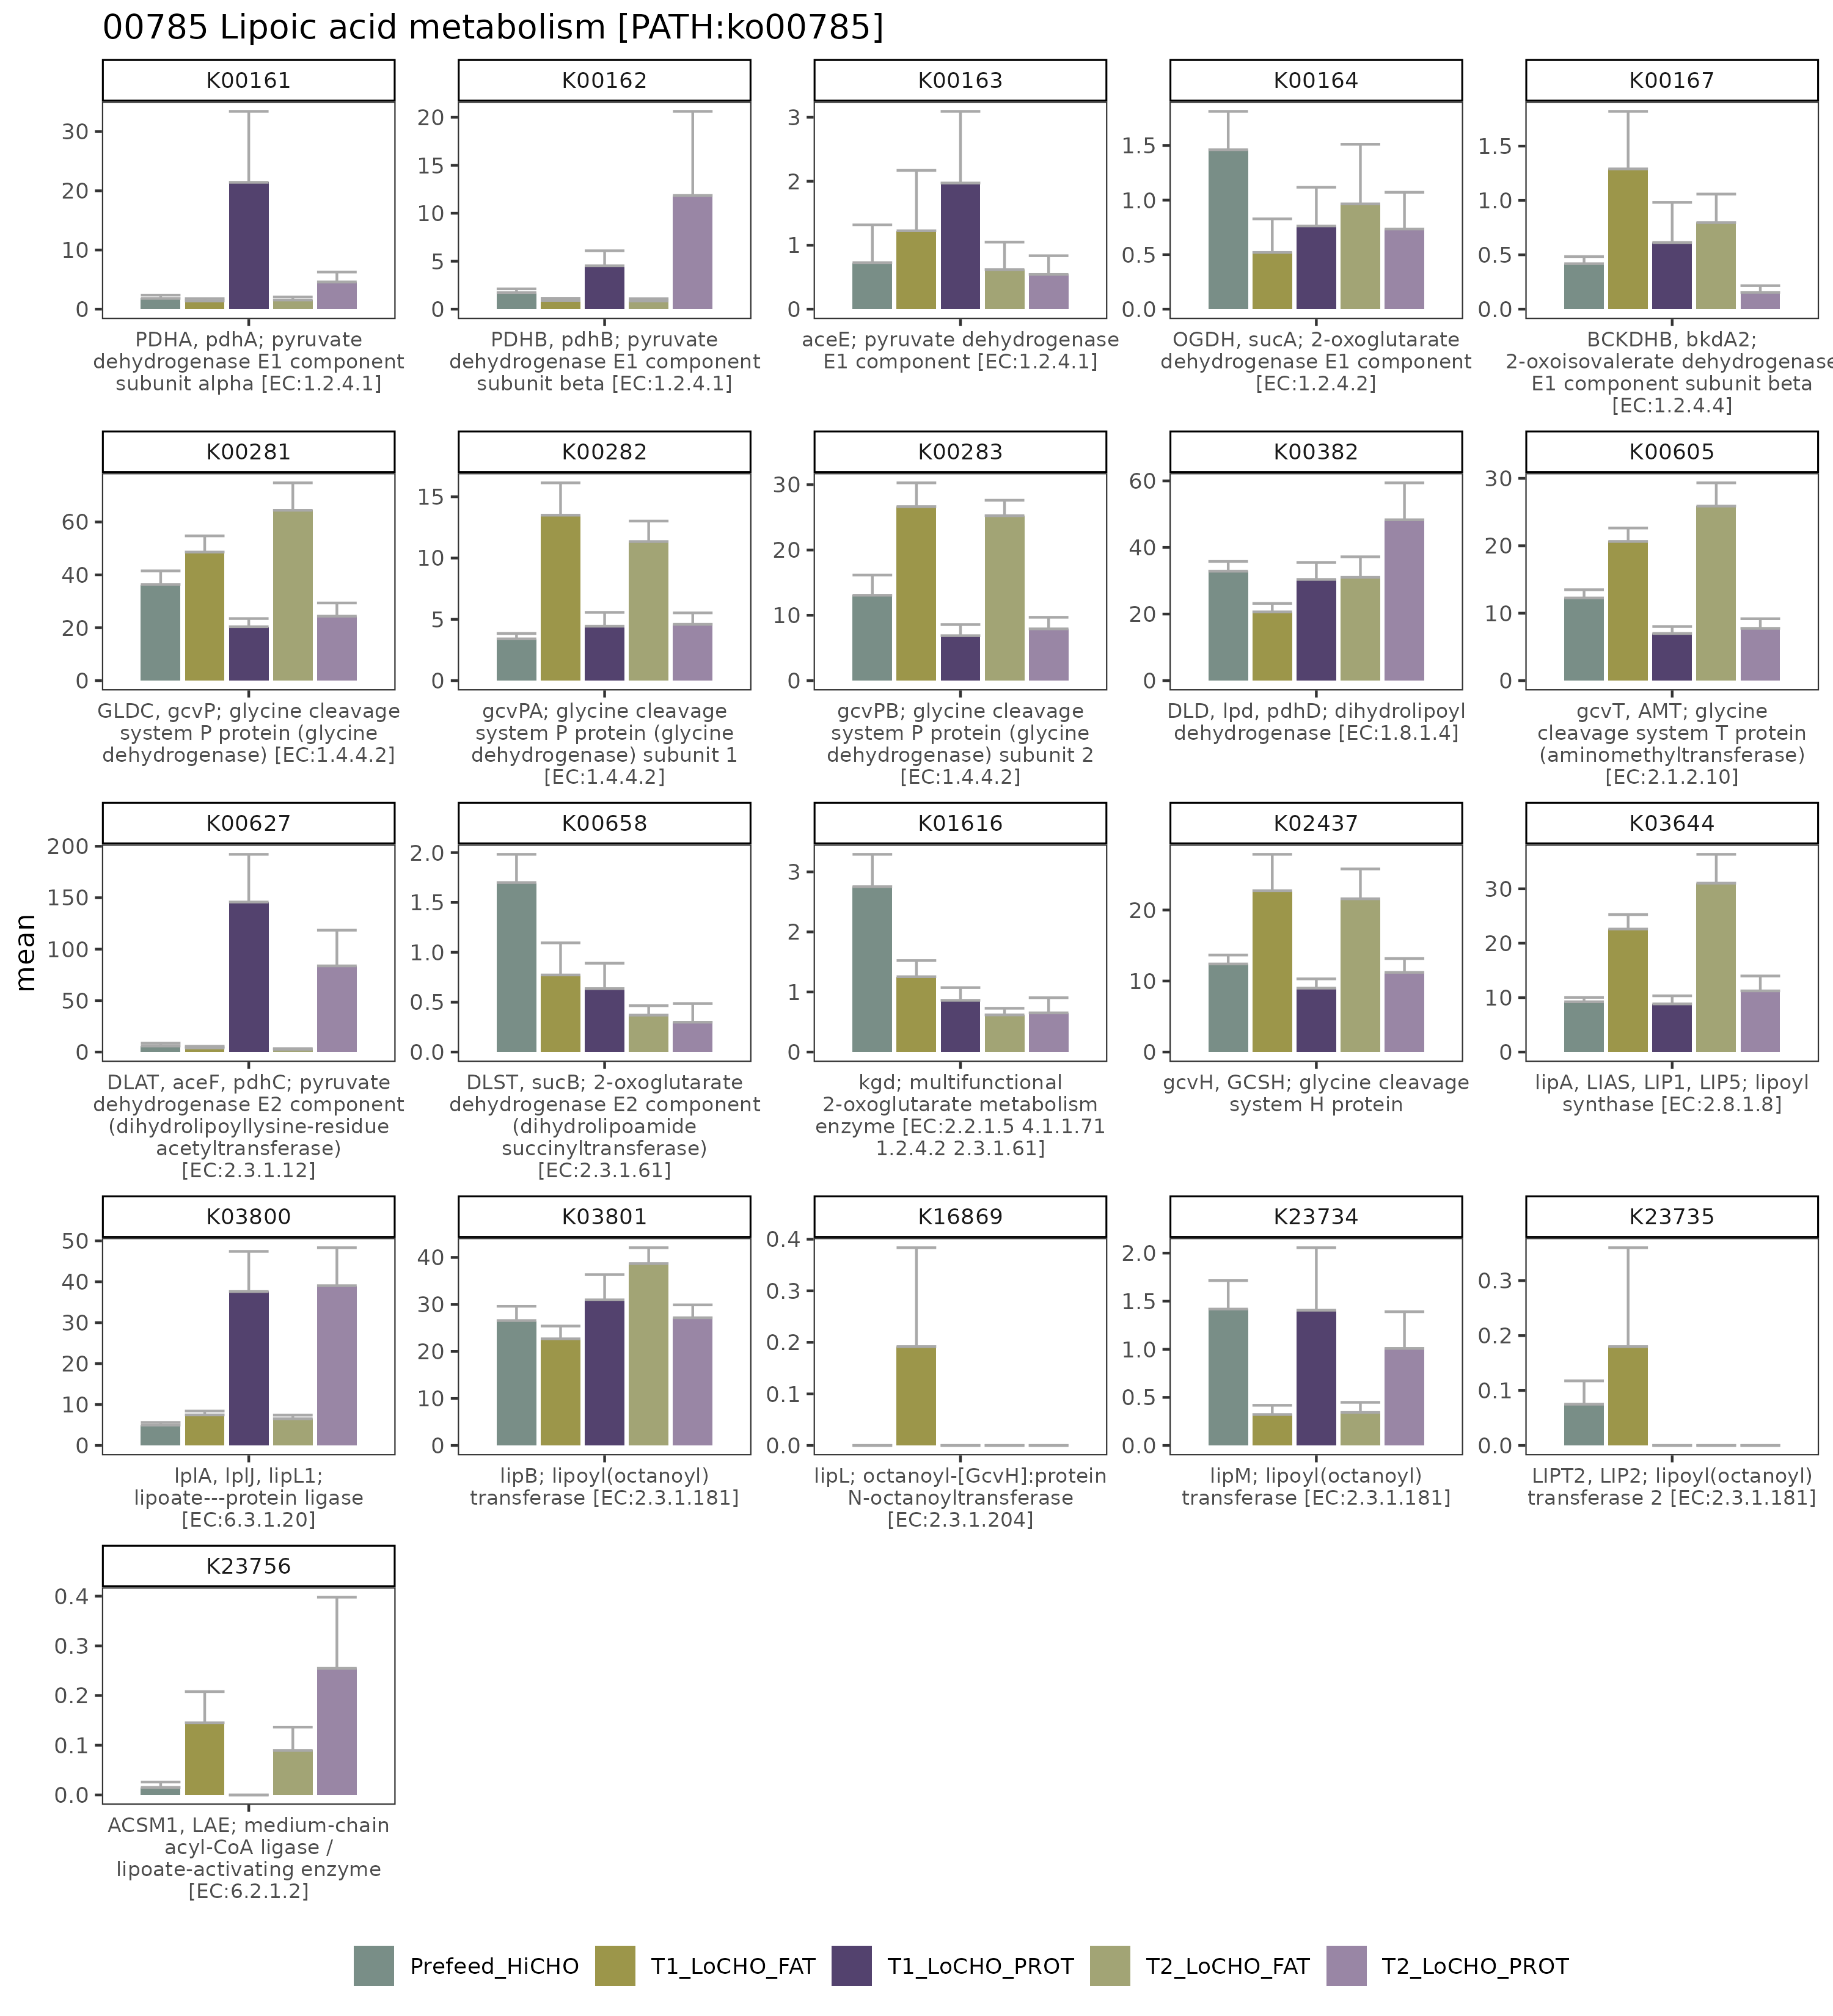 00785 Lipoic acid metabolism [PATH:ko00785]
K00161 K00162 K00163 K00164 K00167
30
20
10
0
20
15
10
5
0
3
2
1
0
1.5
1.0
0.5
0.0
1.5
1.0
0.5
0.0
PDHA, pdhA; pyruvate
dehydrogenase E1 component
subunit alpha [EC:1.2.4.1]
PDHB, pdhB; pyruvate
dehydrogenase E1 component
subunit beta [EC:1.2.4.1]
aceE; pyruvate dehydrogenase
E1 component [EC:1.2.4.1]
OGDH, sucA; 2-oxoglutarate
dehydrogenase E1 component
[EC:1.2.4.2]
BCKDHB, bkdA2;
2-oxoisovalerate dehydrogenase
E1 component subunit beta
[EC:1.2.4.4]
K00281 K00282 K00283 K00382 K00605
60
40
20
0
15
10
5
0
30
20
10
0
60
40
20
0
30
20
10
0
GLDC, gcvP; glycine cleavage
system P protein (glycine
dehydrogenase) [EC:1.4.4.2]
gcvPA; glycine cleavage
system P protein (glycine
dehydrogenase) subunit 1
[EC:1.4.4.2]
gcvPB; glycine cleavage
system P protein (glycine
dehydrogenase) subunit 2
[EC:1.4.4.2]
DLD, lpd, pdhD; dihydrolipoyl
dehydrogenase [EC:1.8.1.4]
gcvT, AMT; glycine
cleavage system T protein
(aminomethyltransferase)
[EC:2.1.2.10]
mean
K00627 K00658 K01616 K02437 K03644
200
150
100
50
0
2.0
1.5
1.0
0.5
0.0
3
2
1
0
20
10
0
30
20
10
0
DLAT, aceF, pdhC; pyruvate
dehydrogenase E2 component
(dihydrolipoyllysine-residue
acetyltransferase)
[EC:2.3.1.12]
DLST, sucB; 2-oxoglutarate
dehydrogenase E2 component
(dihydrolipoamide
succinyltransferase)
[EC:2.3.1.61]
kgd; multifunctional
2-oxoglutarate metabolism
enzyme [EC:2.2.1.5 4.1.1.71
1.2.4.2 2.3.1.61]
gcvH, GCSH; glycine cleavage
system H protein
lipA, LIAS, LIP1, LIP5; lipoyl
synthase [EC:2.8.1.8]
K03800 K03801 K16869 K23734 K23735
50
40
30
20
10
0
40
30
20
10
0
0.4
0.3
0.2
0.1
0.0
2.0
1.5
1.0
0.5
0.0
0.3
0.2
0.1
0.0
lplA, lplJ, lipL1;
lipoate---protein ligase
[EC:6.3.1.20]
lipB; lipoyl(octanoyl)
transferase [EC:2.3.1.181]
lipL; octanoyl-[GcvH]:protein
N-octanoyltransferase
[EC:2.3.1.204]
lipM; lipoyl(octanoyl)
transferase [EC:2.3.1.181]
LIPT2, LIP2; lipoyl(octanoyl)
transferase 2 [EC:2.3.1.181]
K23756
0.4
0.3
0.2
0.1
0.0
ACSM1, LAE; medium-chain
acyl-CoA ligase /
lipoate-activating enzyme
[EC:6.2.1.2]
Prefeed_HiCHO T1_LoCHO_FAT T1_LoCHO_PROT T2_LoCHO_FAT T2_LoCHO_PROT